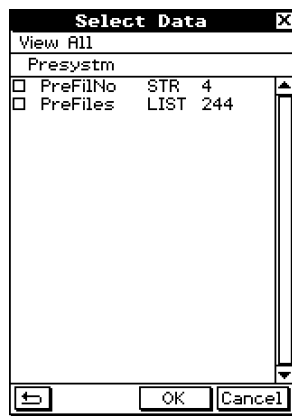 Select Data X
View All
Presystm
PreFilNo STR 4
PreFiles LIST 244
OK Cancel